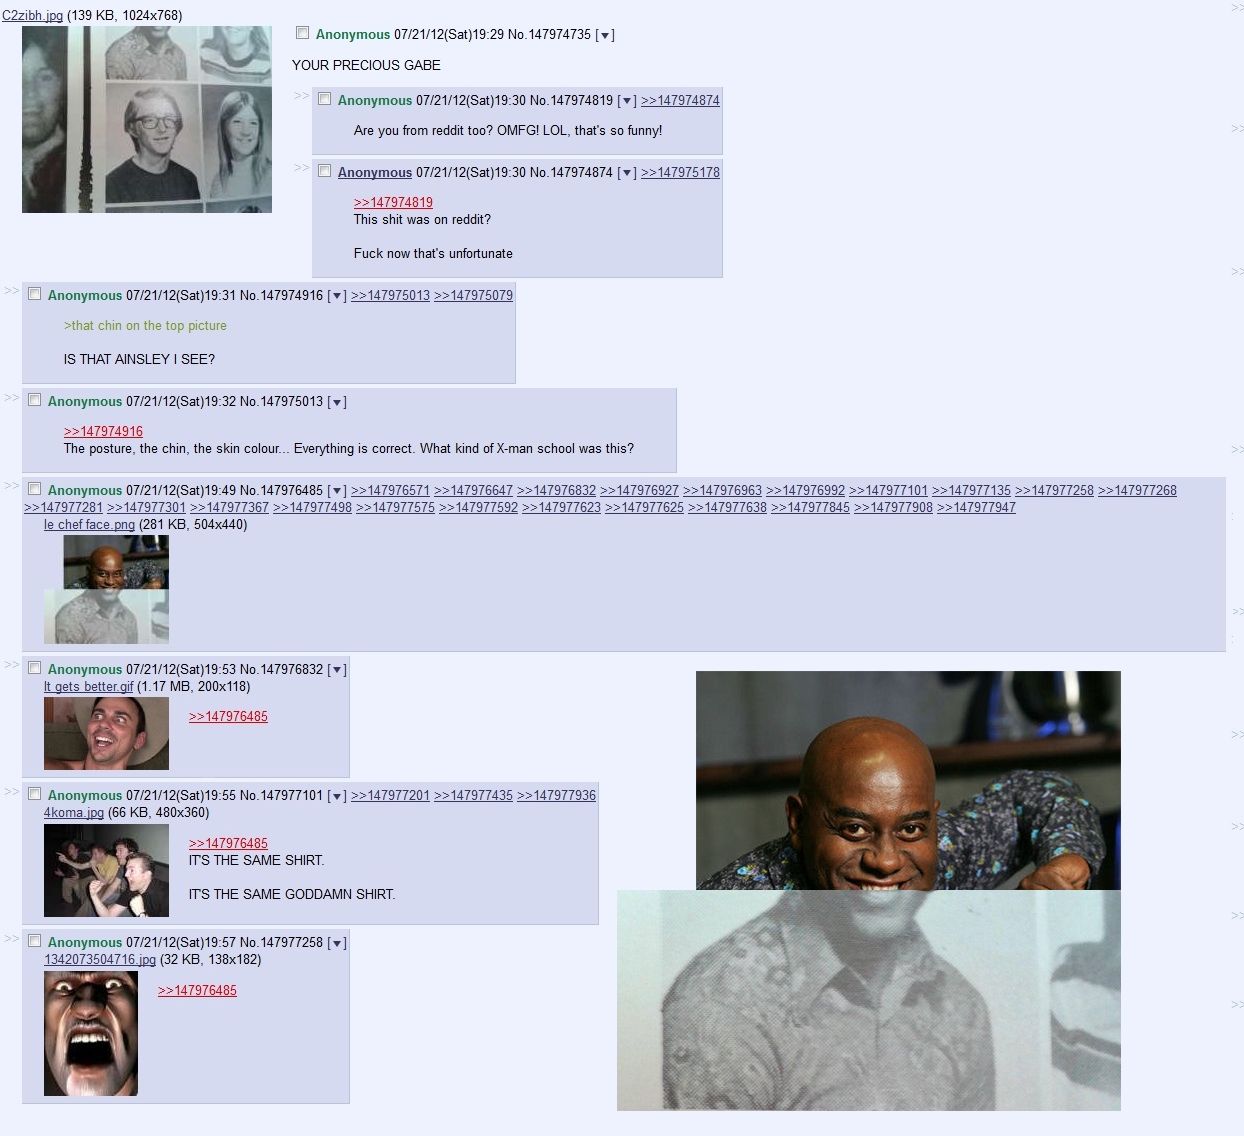 C2zibh.jpg (139 KB, 1024x768)
Anonymous 07/21/12(Sat)19:29 No.147974735 [▼]
YOUR PRECIOUS GABE
>> Anonymous 07/21/12(Sat)19:30 No.147974819 [▼] >>147974874
Are you from reddit too? OMFG! LOL, that's so funny!
>> Anonymous 07/21/12(Sat)19:30 No.147974874 [▼] >>147975178
>>147974819
This shit was on reddit?
Fuck now that's unfortunate
>> Anonymous 07/21/12(Sat)19:31 No.147974916 [▼] >>147975013 >>147975079
>that chin on the top picture
IS THAT AINSLEY I SEE?
>> Anonymous 07/21/12(Sat)19:32 No.147975013 [▼]
>>147974916
The posture, the chin, the skin colour... Everything is correct. What kind of X-man school was this?
>> Anonymous 07/21/12(Sat)19:49 No.147976485 [▼] >>147976571 >>147976647 >>147976832 >>147976927 >>147976963 >>147976992 >>147977101 >>147977135 >>147977258 >>147977268
>>147977281 >>147977301 >>147977367 >>147977498 >>147977575 >>147977592 >>147977623 >>147977625 >>147977638 >>147977845 >>147977908 >>147977947
le chef face.png (281 KB, 504x440)
>> Anonymous 07/21/12(Sat)19:53 No.147976832 [▼]
It gets better.gif (1.17 MB, 200x118)
>>147976485
>> Anonymous 07/21/12(Sat)19:55 No.147977101 [▼] >>147977201 >>147977435 >>147977936
4koma.jpg (66 KB, 480x360)
>>147976485
IT'S THE SAME SHIRT.
IT'S THE SAME GODDAMN SHIRT.
>> Anonymous 07/21/12(Sat)19:57 No.147977258 [▼]
1342073504716.jpg (32 KB, 138x182)
>>147976485